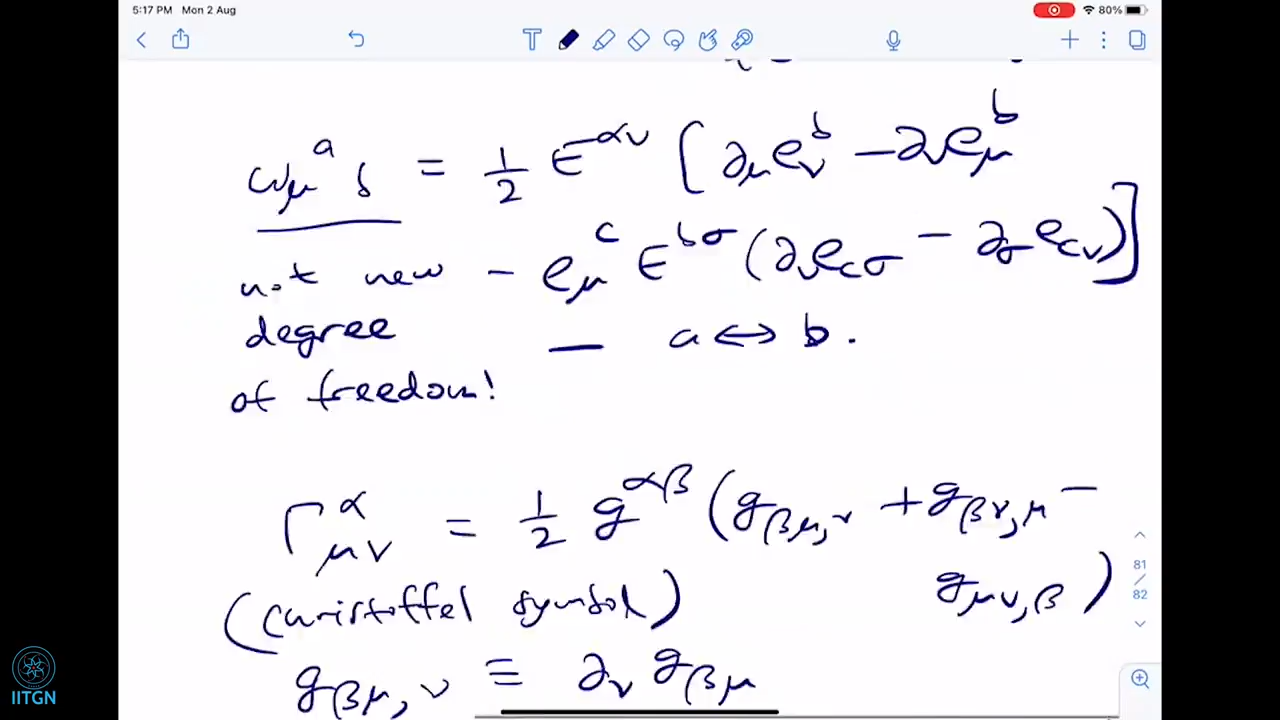 5:17 PM Mon 2 Aug
80%
ω_μ^a_b = 1/2 E^{αν} [∂_μ e_ν^b − ∂_ν e_μ^b
not new − e_μ^c E^{bσ} (∂_ν e_{cσ} − ∂_σ e_{cν})]
degree — a ↔ b.
of freedom!
Γ^α_{μν} = 1/2 g^{αβ} (g_{βμ,ν} + g_{βν,μ} −
(Christoffel symbol) g_{μν,β})
g_{βμ,ν} ≡ ∂_ν g_{βμ}
81
/
82
IITGN